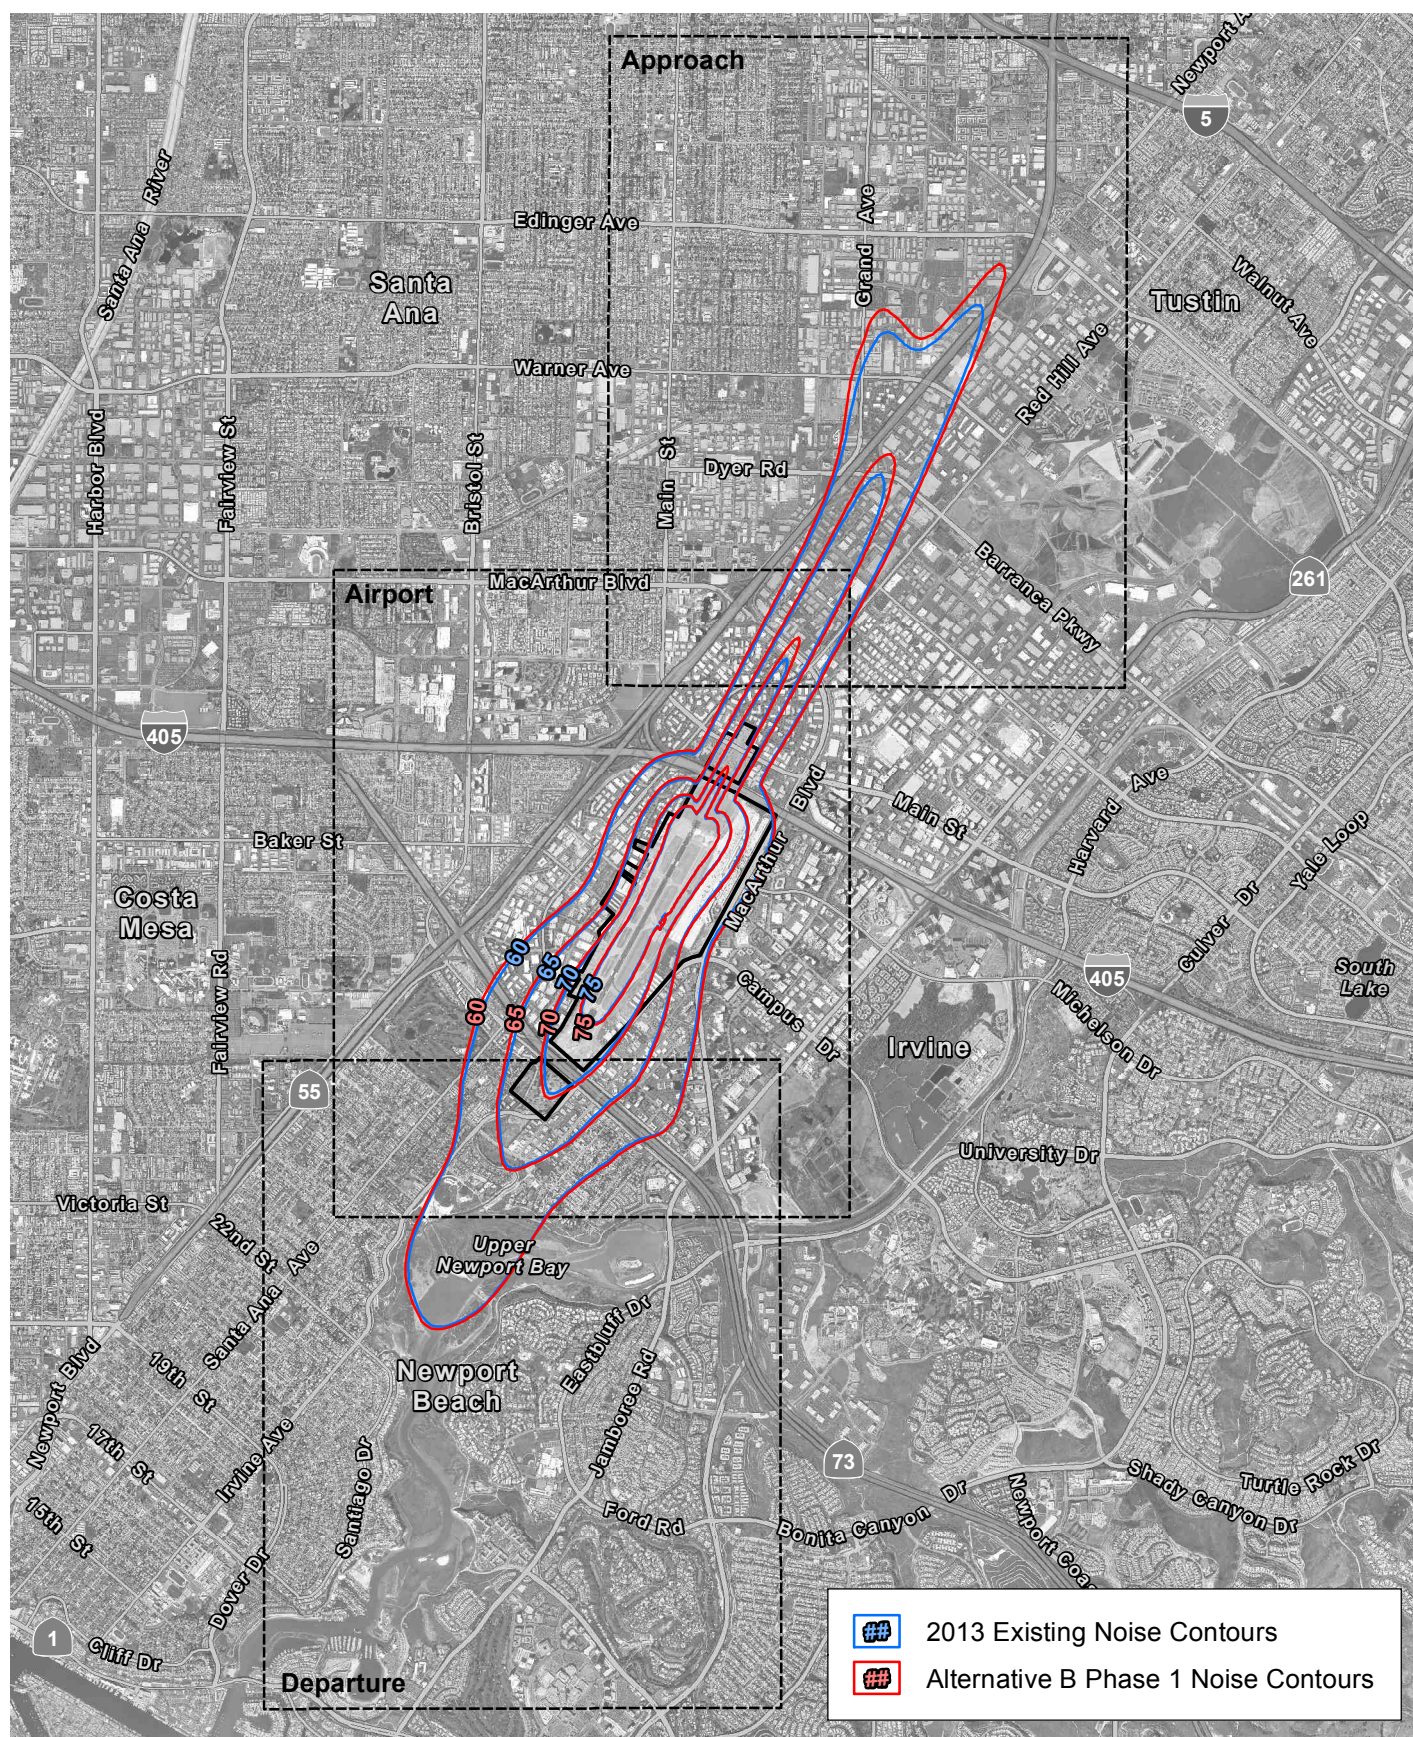 Approach
Newport A
5
Santa Ana River
Edinger Ave
Grand Ave
Santa
Ana
Tustin
Walnut Ave
Warner Ave
Red Hill Ave
Harbor Blvd
Fairview St
Bristol St
Main St
Dyer Rd
Barranca Pkwy
261
MacArthur Blvd
Airport
405
Main St
Harvard Ave
Yale Loop
Baker St
MacArthur Blvd
Costa
Mesa
Culver Dr
South
Lake
405
60
65
70
75
60
65
70
75
Campus Dr
Michelson Dr
Fairview Rd
Irvine
55
University Dr
Victoria St
22nd St
Santa Ana Ave
Upper
Newport Bay
Eastbluff Dr
Newport Blvd
19th St
Newport
Beach
Jamboree Rd
17th St
Irvine Ave
Santiago Dr
73
Shady Canyon Dr
Turtle Rock Dr
15th St
Ford Rd
Bonita Canyon Dr
Newport Coas
Dover Dr
1
Cliff Dr
Departure
## 2013 Existing Noise Contours
## Alternative B Phase 1 Noise Contours